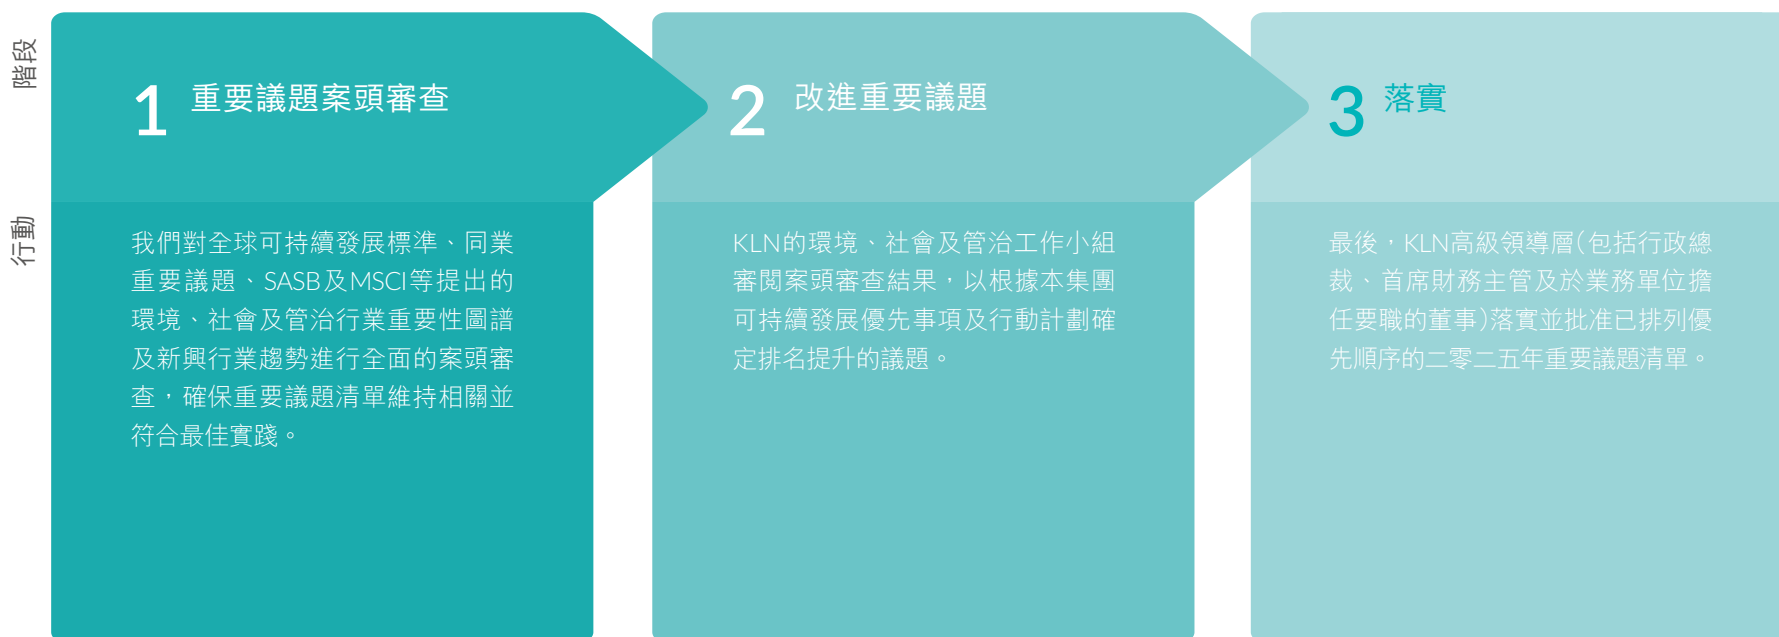 階段
1 重要議題案頭審查
2 改進重要議題
3 落實
行動
我們對全球可持續發展標準、同業
重要議題、SASB及MSCI等提出的
環境、社會及管治行業重要性圖譜
及新興行業趨勢進行全面的案頭審
查，確保重要議題清單維持相關並
符合最佳實踐。
KLN的環境、社會及管治工作小組
審閱案頭審查結果，以根據本集團
可持續發展優先事項及行動計劃確
定排名提升的議題。
最後，KLN高級領導層（包括行政總
裁、首席財務主管及於業務單位擔
任要職的董事）落實並批准已排列優
先順序的二零二五年重要議題清單。